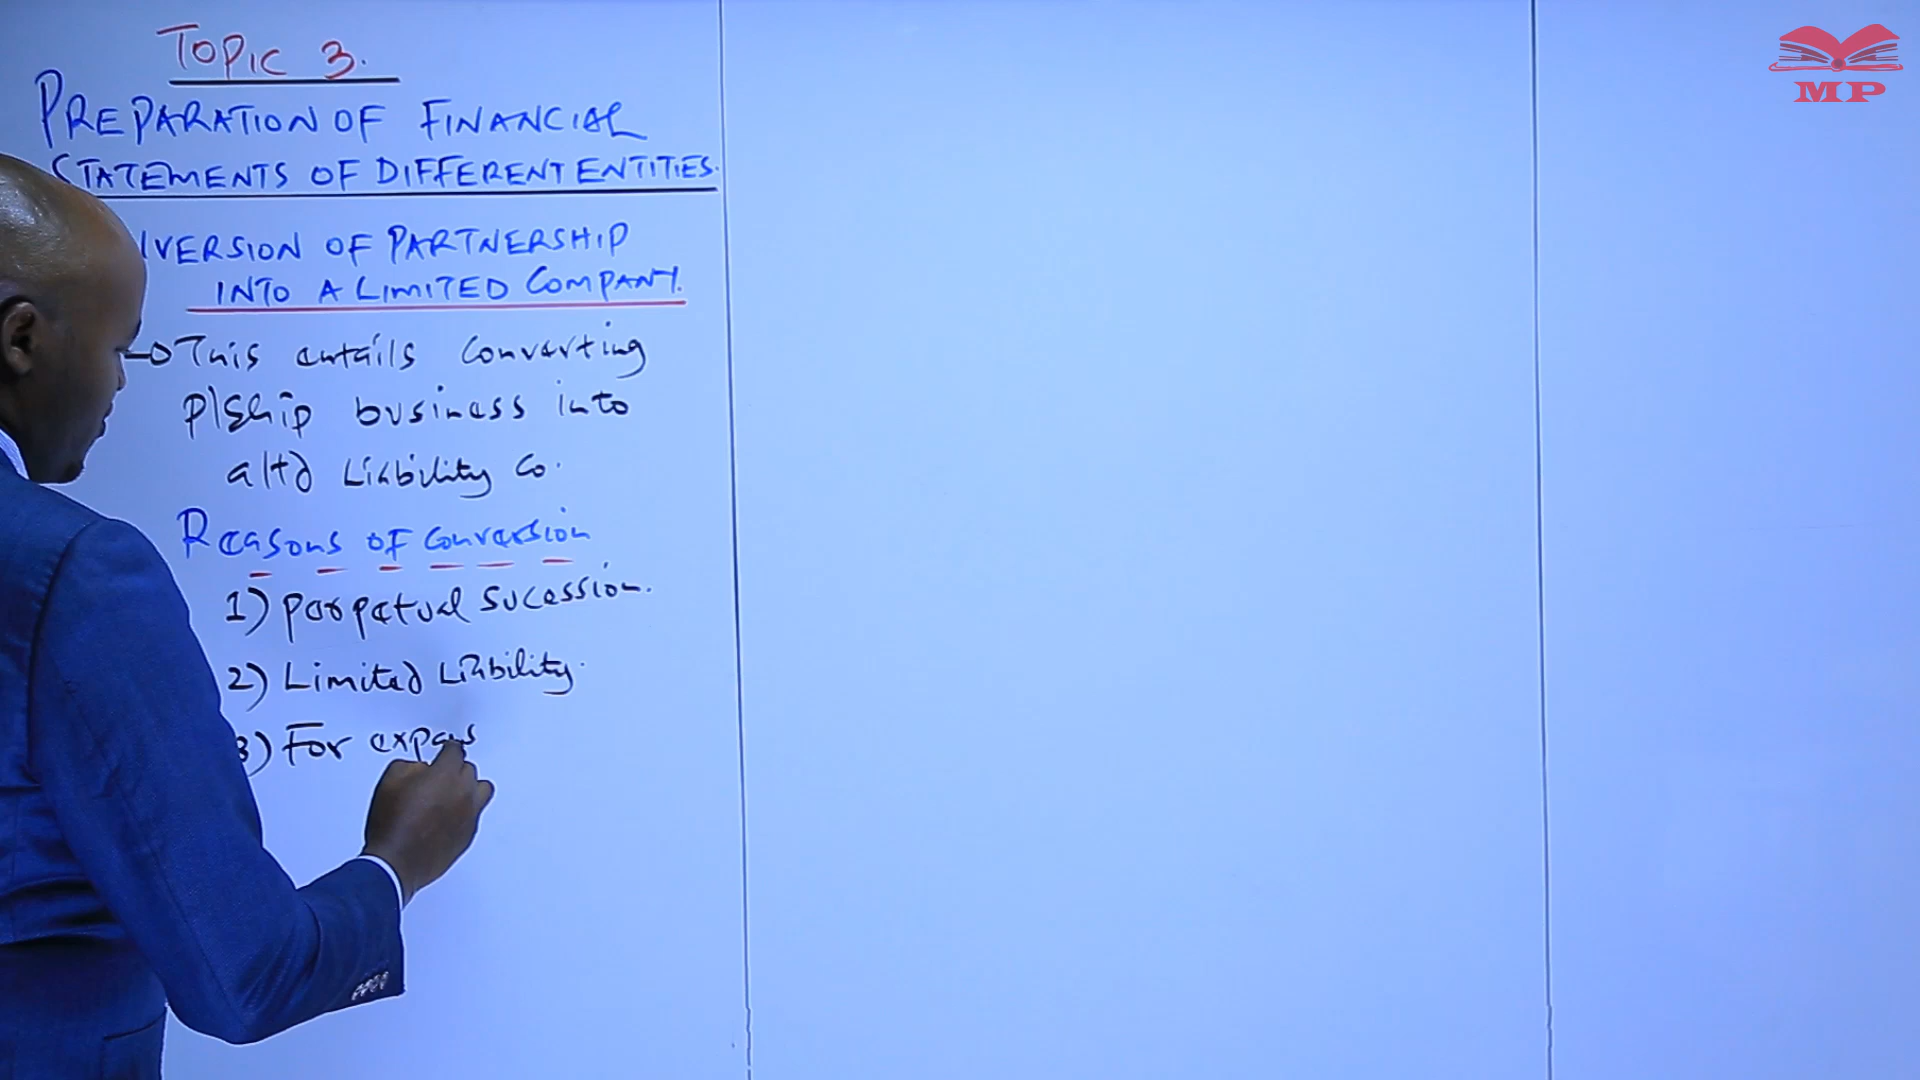 TOPIC 3.
PREPARATION OF FINANCIAL
STATEMENTS OF DIFFERENT ENTITIES.
VERSION OF PARTNERSHIP
INTO A LIMITED COMPANY.
This entails converting
P|Ship business into
a ltd Liability Co.
Reasons of conversion
1) perpetual sucession.
2) Limited Liability.
3) For expans
MP